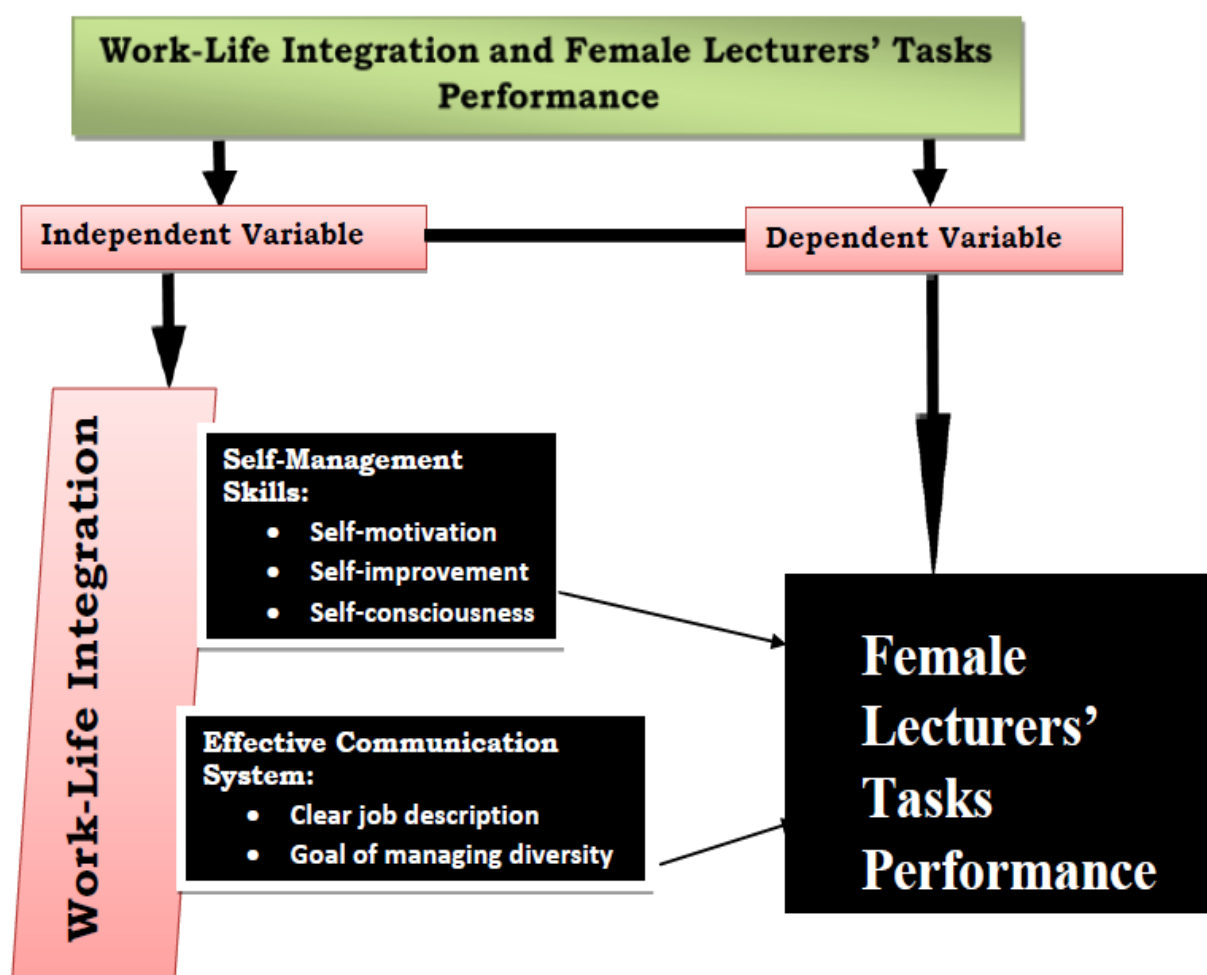 Work-Life Integration and Female Lecturers’ Tasks
Performance
Independent Variable
Dependent Variable
Work-Life Integration
Self-Management
Skills:
• Self-motivation
• Self-improvement
• Self-consciousness
Effective Communication
System:
• Clear job description
• Goal of managing diversity
Female
Lecturers’
Tasks
Performance